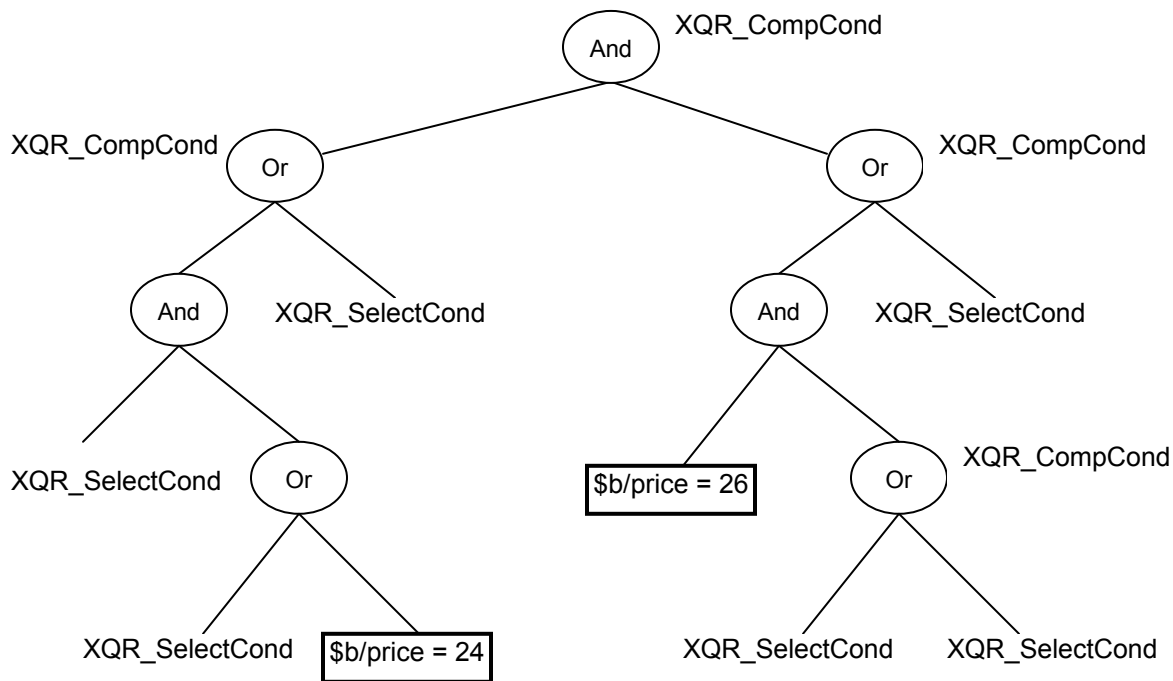 XQR_CompCond
And
XQR_CompCond
Or
Or
XQR_CompCond
And
XQR_SelectCond
And
XQR_SelectCond
XQR_SelectCond
Or
$b/price = 26
Or
XQR_CompCond
XQR_SelectCond
$b/price = 24
XQR_SelectCond
XQR_SelectCond